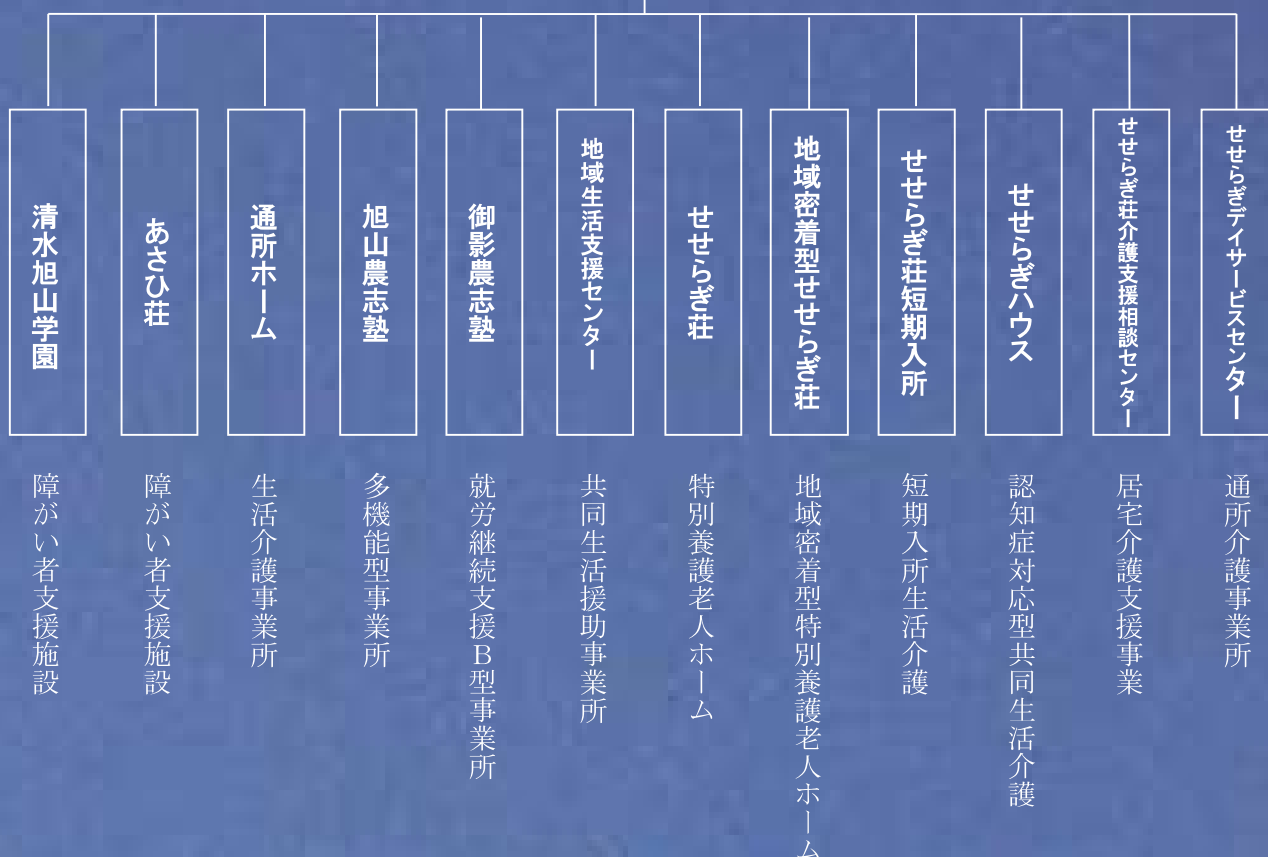 せせらぎデイサービスセンター
通所介護事業所
せせらぎ荘介護支援相談センター
居宅介護支援事業
せせらぎハウス
認知症対応型共同生活介護
せせらぎ荘短期入所
短期入所生活介護
地域密着型せせらぎ荘
地域密着型特別養護老人ホーム
せせらぎ荘
特別養護老人ホーム
地域生活支援センター
共同生活援助事業所
御影農志塾
就労継続支援B型事業所
旭山農志塾
多機能型事業所
通所ホーム
生活介護事業所
あさひ荘
障がい者支援施設
清水旭山学園
障がい者支援施設